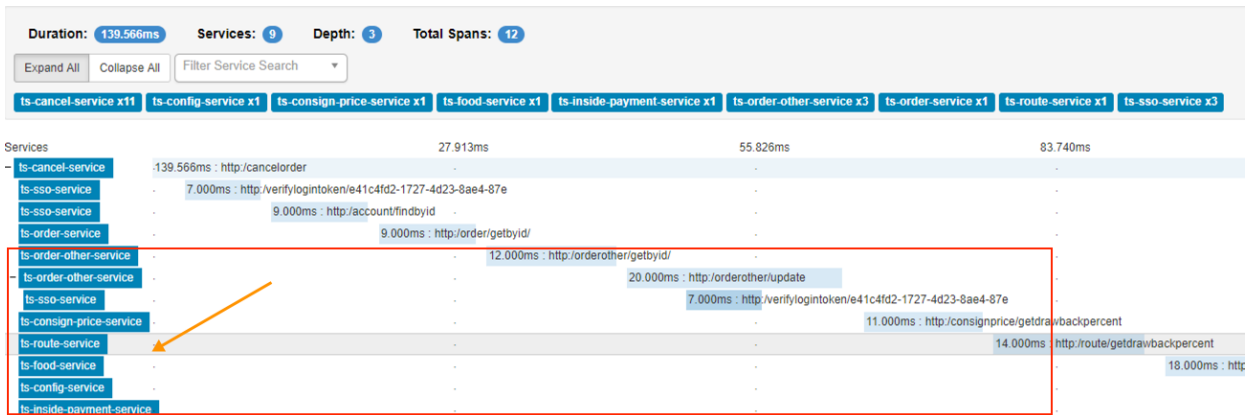 Duration: 139.566ms Services: 9 Depth: 3 Total Spans: 12
Expand All Collapse All Filter Service Search
ts-cancel-service x11 ts-config-service x1 ts-consign-price-service x1 ts-food-service x1 ts-inside-payment-service x1 ts-order-other-service x3 ts-order-service x1 ts-route-service x1 ts-sso-service x3
Services 27.913ms 55.826ms 83.740ms
− ts-cancel-service 139.566ms : http:/cancelorder
ts-sso-service 7.000ms : http:/verifylogintoken/e41c4fd2-1727-4d23-8ae4-87e
ts-sso-service 9.000ms : http:/account/findbyid
ts-order-service 9.000ms : http:/order/getbyid/
ts-order-other-service 12.000ms : http:/orderother/getbyid/
− ts-order-other-service 20.000ms : http:/orderother/update
ts-sso-service 7.000ms : http:/verifylogintoken/e41c4fd2-1727-4d23-8ae4-87e
ts-consign-price-service 11.000ms : http:/consignprice/getdrawbackpercent
ts-route-service 14.000ms : http:/route/getdrawbackpercent
ts-food-service 18.000ms : http
ts-config-service
ts-inside-payment-service